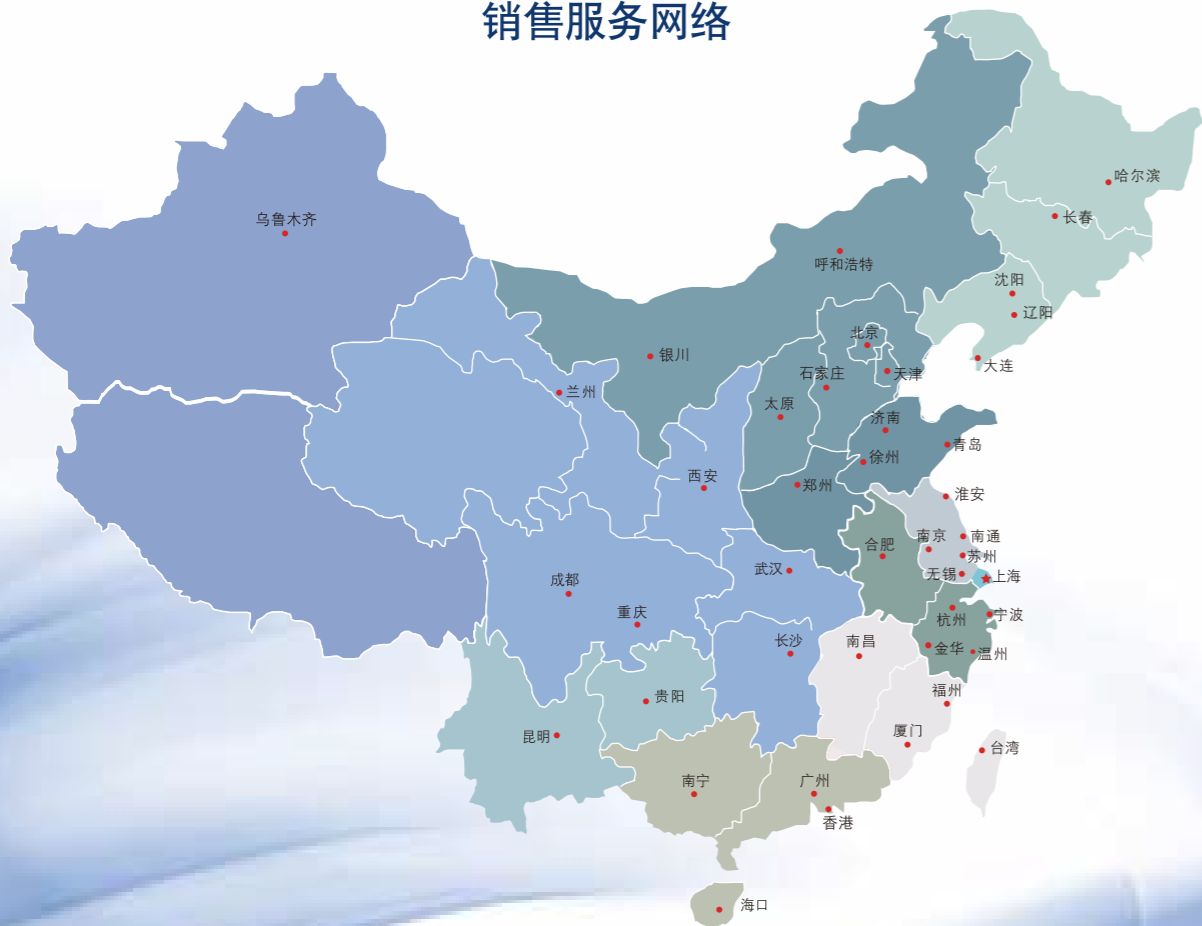 销售服务网络
哈尔滨
长春
乌鲁木齐
呼和浩特
沈阳
辽阳
北京
银川
大连
石家庄
天津
兰州
太原
济南
青岛
徐州
西安
郑州
淮安
南京
南通
合肥
苏州
武汉
无锡
上海
成都
重庆
杭州
宁波
长沙
南昌
金华
温州
贵阳
福州
昆明
厦门
台湾
南宁
广州
香港
海口